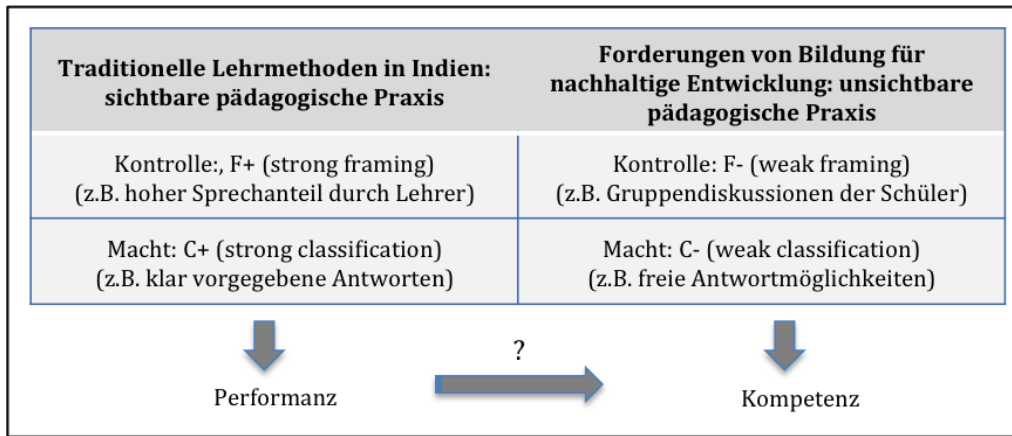 Traditionelle Lehrmethoden in Indien:
sichtbare pädagogische Praxis
Forderungen von Bildung für
nachhaltige Entwicklung: unsichtbare
pädagogische Praxis
Kontrolle:, F+ (strong framing)
(z.B. hoher Sprechanteil durch Lehrer)
Kontrolle: F- (weak framing)
(z.B. Gruppendiskussionen der Schüler)
Macht: C+ (strong classification)
(z.B. klar vorgegebene Antworten)
Macht: C- (weak classification)
(z.B. freie Antwortmöglichkeiten)
?
Performanz
Kompetenz